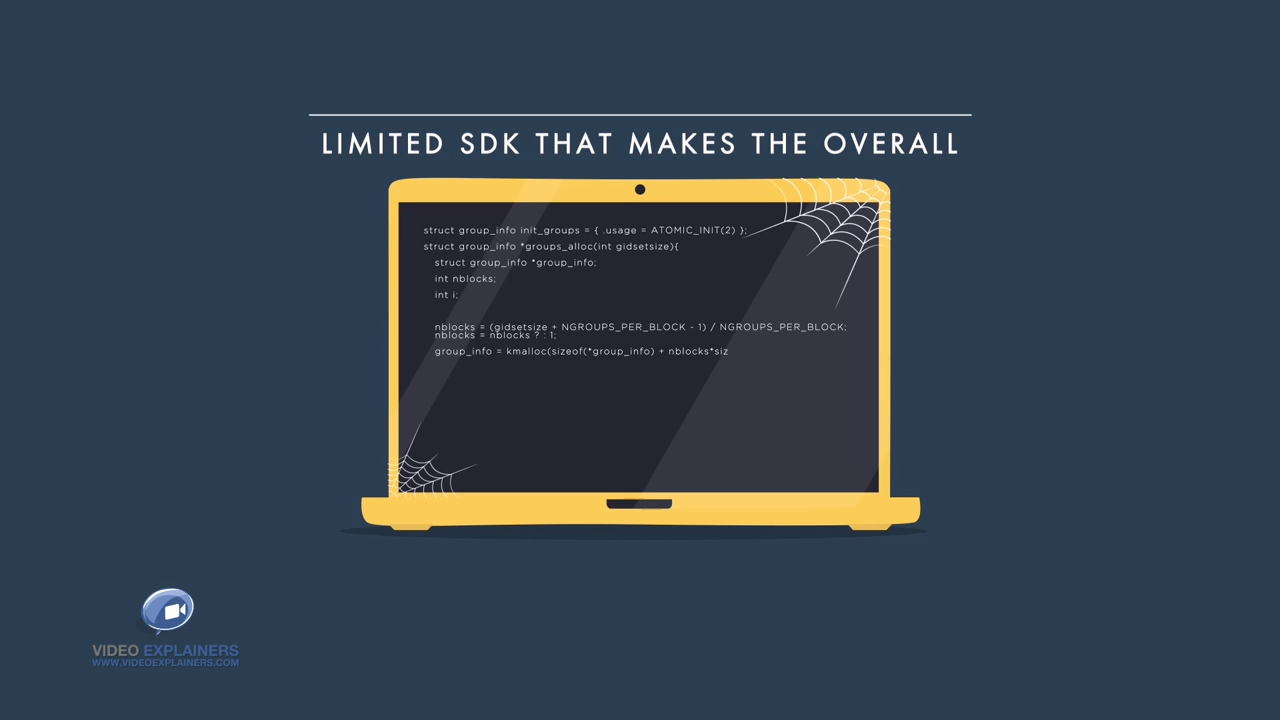 LIMITED SDK THAT MAKES THE OVERALL
struct group_info init_groups = { .usage = ATOMIC_INIT(2) };
struct group_info *groups_alloc(int gidsetsize){
struct group_info *group_info;
int nblocks;
int i;
nblocks = (gidsetsize + NGROUPS_PER_BLOCK - 1) / NGROUPS_PER_BLOCK;
nblocks = nblocks ? : 1;
group_info = kmalloc(sizeof(*group_info) + nblocks*siz
VIDEO EXPLAINERS
WWW.VIDEOEXPLAINERS.COM